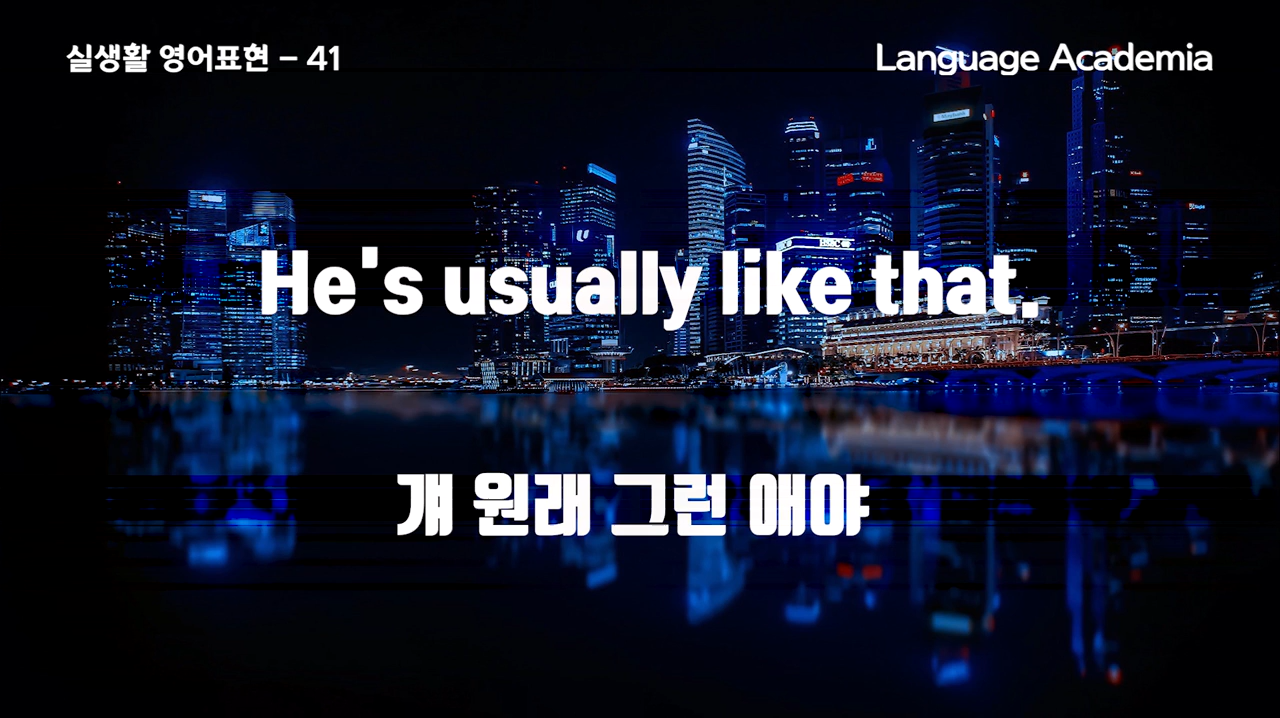 실생활 영어표현 – 41
Language Academia
He's usually like that.
걔 원래 그런 애야